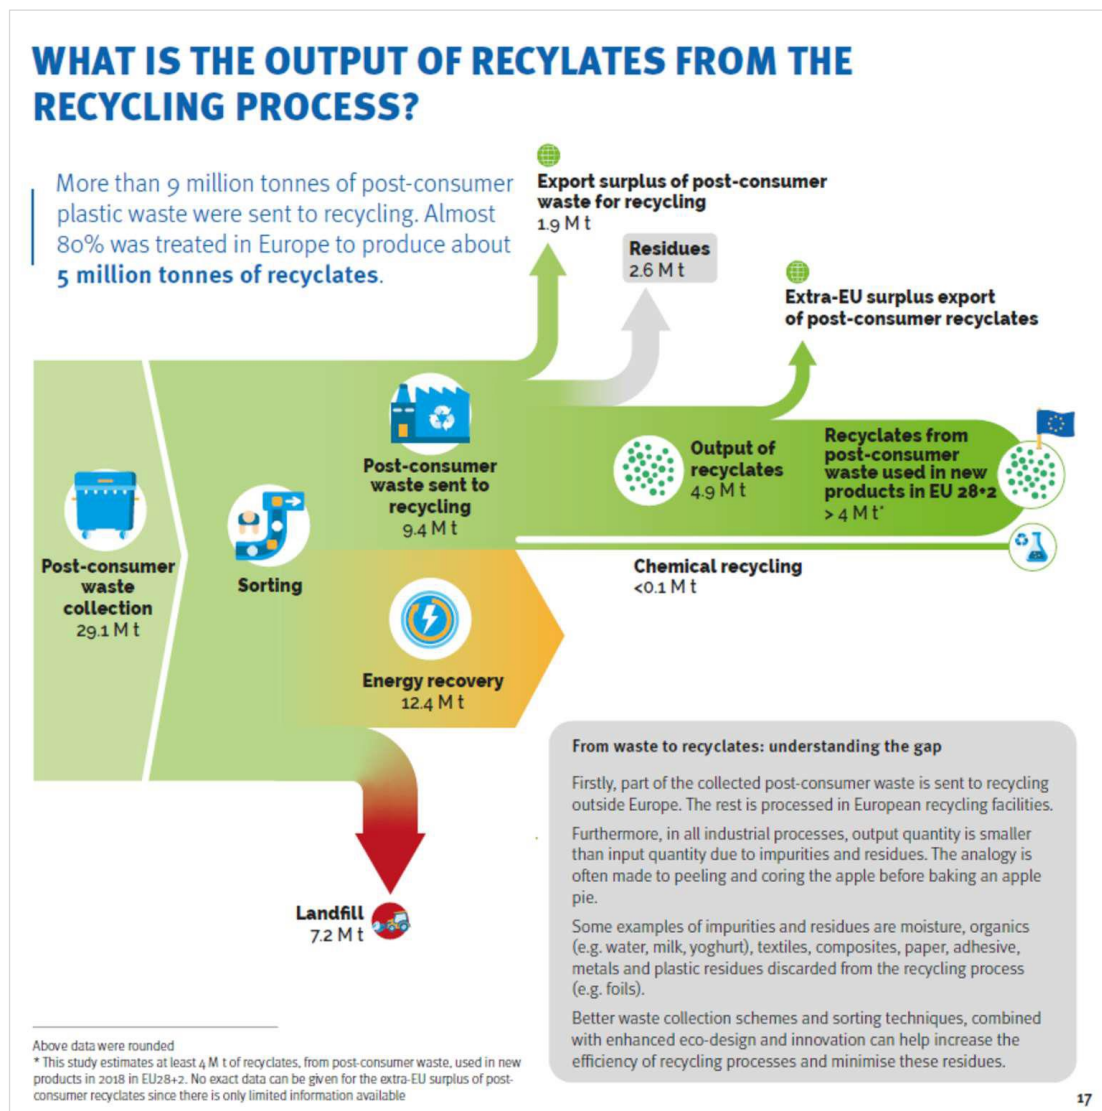 WHAT IS THE OUTPUT OF RECYLATES FROM THE
RECYCLING PROCESS?
More than 9 million tonnes of post-consumer
plastic waste were sent to recycling. Almost
80% was treated in Europe to produce about
5 million tonnes of recyclates.
Export surplus of post-consumer
waste for recycling
1.9 M t
Residues
2.6 M t
Extra-EU surplus export
of post-consumer recyclates
Post-consumer
waste
collection
29.1 M t
Sorting
Post-consumer
waste sent to
recycling
9.4 M t
Output of
recyclates
4.9 M t
Recyclates from
post-consumer
waste used in new
products in EU 28+2
> 4 M t*
Chemical recycling
<0.1 M t
Energy recovery
12.4 M t
Landfill
7.2 M t
From waste to recyclates: understanding the gap
Firstly, part of the collected post-consumer waste is sent to recycling
outside Europe. The rest is processed in European recycling facilities.
Furthermore, in all industrial processes, output quantity is smaller
than input quantity due to impurities and residues. The analogy is
often made to peeling and coring the apple before baking an apple
pie.
Some examples of impurities and residues are moisture, organics
(e.g. water, milk, yoghurt), textiles, composites, paper, adhesive,
metals and plastic residues discarded from the recycling process
(e.g. foils).
Better waste collection schemes and sorting techniques, combined
with enhanced eco-design and innovation can help increase the
efficiency of recycling processes and minimise these residues.
Above data were rounded
* This study estimates at least 4 M t of recyclates, from post-consumer waste, used in new
products in 2018 in EU28+2. No exact data can be given for the extra-EU surplus of post-
consumer recyclates since there is only limited information available
17